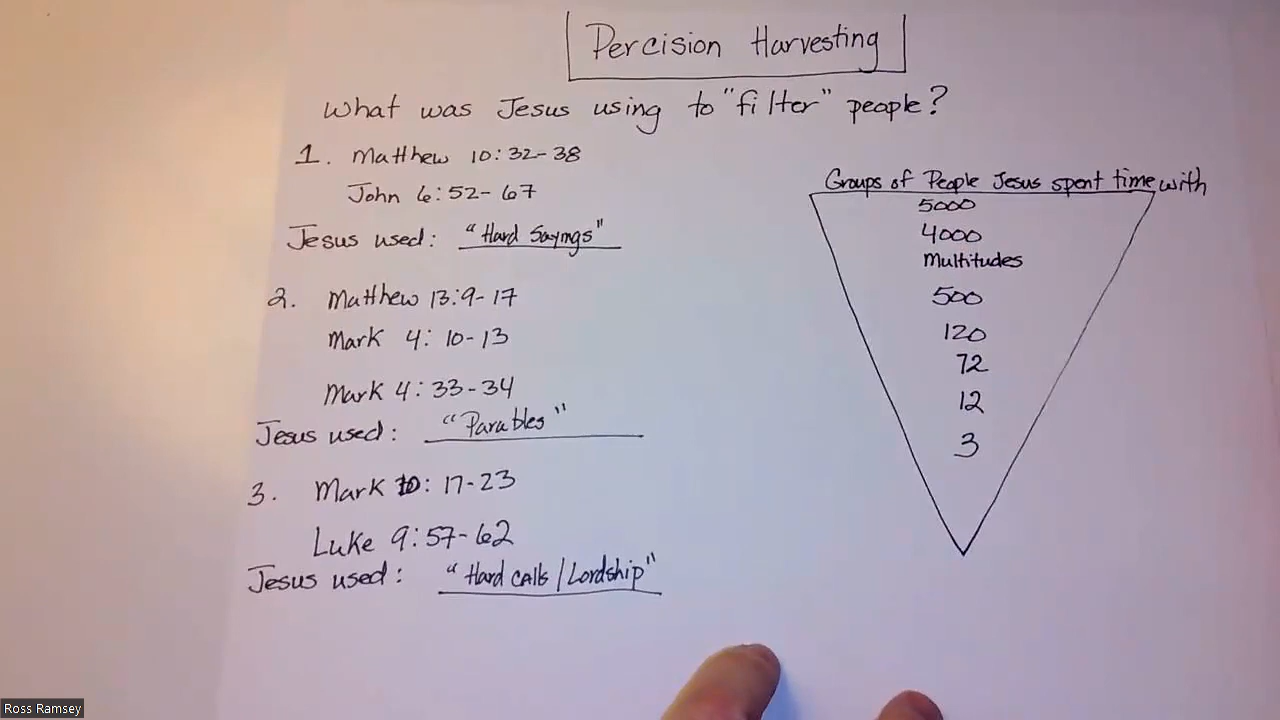 Percision Harvesting
What was Jesus using to "filter" people?
1. Matthew 10:32-38
John 6:52-67
Jesus used: "Hard Sayings"
2. Matthew 13:9-17
Mark 4:10-13
Mark 4:33-34
Jesus used: "Parables"
3. Mark 10:17-23
Luke 9:57-62
Jesus used: "Hard calls/Lordship"
Groups of People Jesus spent time with
5000
4000
Multitudes
500
120
72
12
3
Ross Ramsey